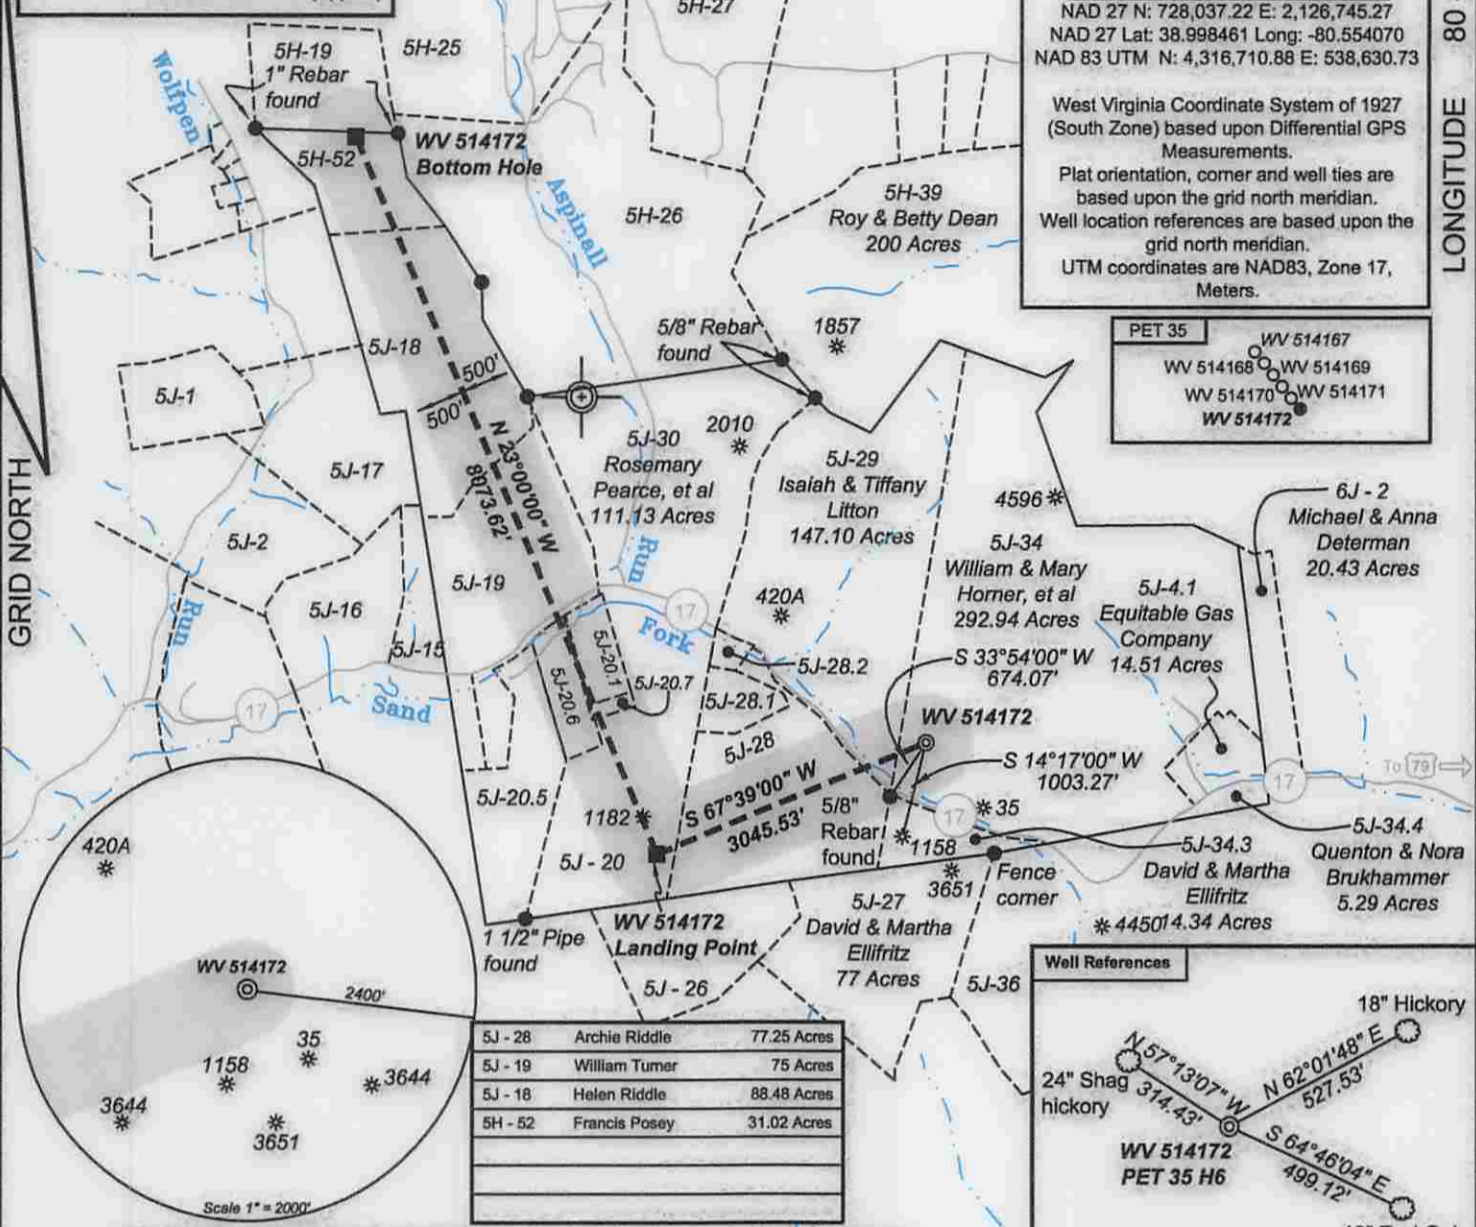 5H-27
NAD 27 N: 728,037.22 E: 2,126,745.27
NAD 27 Lat: 38.998461 Long: -80.554070
NAD 83 UTM N: 4,316,710.88 E: 538,630.73
West Virginia Coordinate System of 1927
(South Zone) based upon Differential GPS
Measurements.
Plat orientation, corner and well ties are
based upon the grid north meridian.
Well location references are based upon the
grid north meridian.
UTM coordinates are NAD83, Zone 17,
Meters.
LONGITUDE 80
5H-19
1" Rebar
found
5H-25
Wolfpen
5H-52
WV 514172
Bottom Hole
Aspinall
5H-26
5H-39
Roy & Betty Dean
200 Acres
5/8" Rebar
found
1857
PET 35
WV 514167
WV 514168
WV 514169
WV 514170
WV 514171
WV 514172
5J-18
500'
500'
5J-1
GRID NORTH
N 23°00'00" W
8073.62'
5J-30
Rosemary
Pearce, et al
111.13 Acres
2010
5J-29
Isaiah & Tiffany
Litton
147.10 Acres
4596
6J - 2
Michael & Anna
Determan
20.43 Acres
5J-17
5J-2
5J-19
Run
5J-34
William & Mary
Horner, et al
292.94 Acres
5J-4.1
Equitable Gas
Company
14.51 Acres
5J-16
Run
5J-15
17
Fork
420A
5J-20.1
5J-20.6
5J-20.7
5J-28.2
5J-28.1
S 33°54'00" W
674.07'
17
Sand
WV 514172
5J-28
S 14°17'00" W
1003.27'
17
To 79
5J-20.5
1182
S 67°39'00" W
3045.53'
5/8"
Rebar
found
17
35
1158
5J-34.3
David & Martha
Ellifritz
14.34 Acres
5J-34.4
Quenton & Nora
Brukhammer
5.29 Acres
5J - 20
3651
Fence
corner
4450
1 1/2" Pipe
found
WV 514172
Landing Point
5J-27
David & Martha
Ellifritz
77 Acres
5J - 26
5J-36
420A
WV 514172
2400'
35
1158
3644
3644
3651
Scale 1" = 2000'
5J - 28 Archie Riddle 77.25 Acres
5J - 19 William Turner 75 Acres
5J - 18 Helen Riddle 88.48 Acres
5H - 52 Francis Posey 31.02 Acres
Well References
18" Hickory
N 57°13'07" W
314.43'
N 62°01'48" E
527.53'
24" Shag
hickory
WV 514172
PET 35 H6
S 64°46'04" E
499.12'